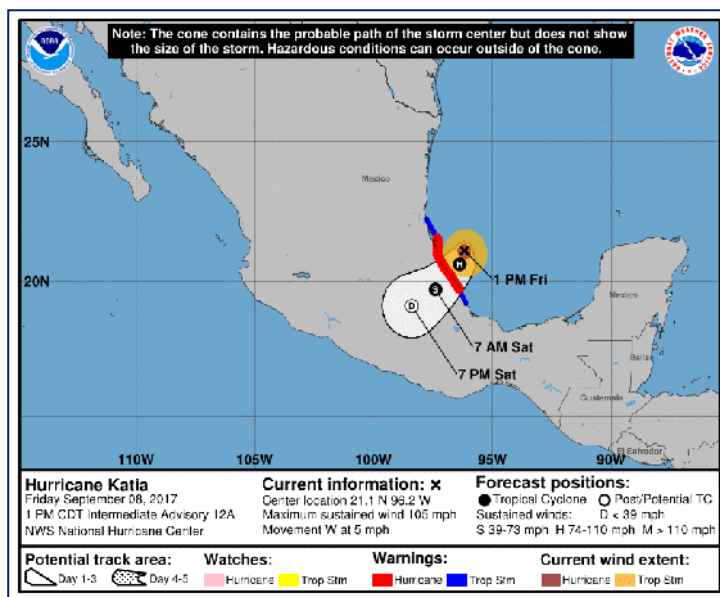 Note: The cone contains the probable path of the storm center but does not show
the size of the storm. Hazardous conditions can occur outside of the cone.
NOAA
25N
Mexico
20N
1 PM Fri
Mexico
7 AM Sat
Belize
7 PM Sat
Guatemala
El Salvador
110W 105W 100W 95W 90W
Hurricane Katia
Friday September 08, 2017
1 PM CDT Intermediate Advisory 12A
NWS National Hurricane Center
Current information: x
Center location 21.1 N 96.2 W
Maximum sustained wind 105 mph
Movement W at 5 mph
Forecast positions:
Tropical Cyclone Post/Potential TC
Sustained winds: D < 39 mph
S 39-73 mph H 74-110 mph M > 110 mph
Potential track area:
Day 1-3 Day 4-5
Watches:
Hurricane Trop Stm
Warnings:
Hurricane Trop Stm
Current wind extent:
Hurricane Trop Stm
H
S
D